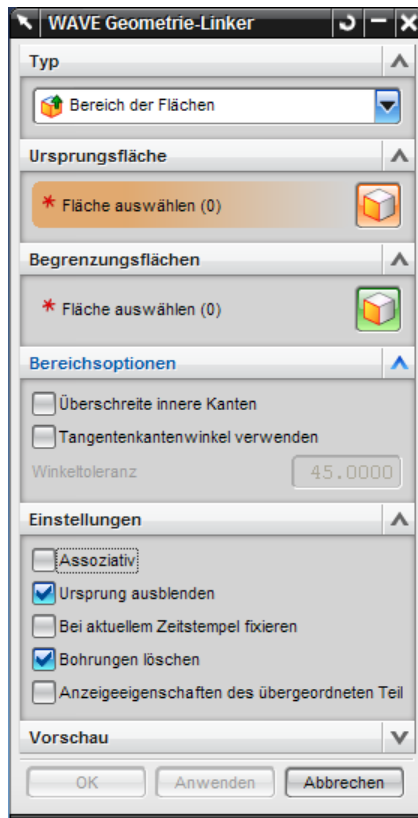 WAVE Geometrie-Linker
Typ
Bereich der Flächen
Ursprungsfläche
* Fläche auswählen (0)
Begrenzungsflächen
* Fläche auswählen (0)
Bereichsoptionen
Überschreite innere Kanten
Tangentenkantenwinkel verwenden
Winkeltoleranz 45.0000
Einstellungen
Assoziativ
Ursprung ausblenden
Bei aktuellem Zeitstempel fixieren
Bohrungen löschen
Anzeigeeigenschaften des übergeordneten Teil
Vorschau
OK Anwenden Abbrechen